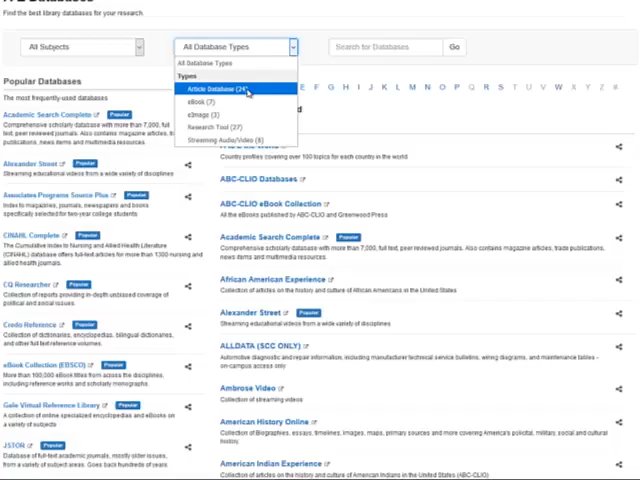 Find the best library databases for your research.
All Subjects
All Database Types
Search for Databases
Go
All Database Types
Types
Article Database (24)
eBook (7)
eImage (3)
Research Tool (27)
Streaming Audio/Video (8)
E F G H I J K L M N O P Q R S T U V W X Y Z #
Popular Databases
The most frequently-used databases
Academic Search Complete Popular
Comprehensive scholarly database with more than 7,000, full
text, peer reviewed journals. Also contains magazine articles, trade
publications, news items and multimedia resources.
Alexander Street Popular
Streaming educational videos from a wide variety of disciplines
Associates Programs Source Plus Popular
Index to magazines, journals, newspapers and books
specifically selected for two-year college students
CINAHL Complete Popular
The Cumulative Index to Nursing and Allied Health Literature
(CINAHL) database offers full-text articles for more than 1300 nursing and
allied health journals.
CQ Researcher Popular
Collection of reports providing in-depth unbiased coverage of
political and social issues.
Credo Reference Popular
Collection of dictionaries, encyclopedias, bilingual dictionaries,
and other full text reference volumes.
eBook Collection (EBSCO) Popular
More than 100,000 eBook titles from across the disciplines,
including reference works and scholarly monographs.
Gale Virtual Reference Library Popular
A collection of online specialized encyclopedias and eBooks on
a variety of subjects
JSTOR Popular
Database of full-text academic journals, mostly older issues,
from a variety of subject areas. Goes back hundreds of years.
Country profiles covering over 100 topics for each country in the world
ABC-CLIO Databases
ABC-CLIO eBook Collection
All the eBooks published by ABC-CLIO and Greenwood Press
Academic Search Complete Popular
Comprehensive scholarly database with more than 7,000, full text, peer reviewed journals. Also contains magazine articles, trade publications,
news items and multimedia resources.
African American Experience
Collection of articles on the history and culture of African Americans in the United States
Alexander Street Popular
Streaming educational videos from a wide variety of disciplines
ALLDATA (SCC ONLY)
Automotive diagnostic and repair information; including manufacturer technical service bulletins, wiring diagrams, and maintenance tables -
on-campus access only
Ambrose Video
Collection of streaming videos
American History Online
Collection of Biographies, essays, timelines, images, maps, primary sources and more covering America's political, military, social and cultural
history.
American Indian Experience
Collection of articles on the history and culture of American Indians in the United States (ABC-CLIO)